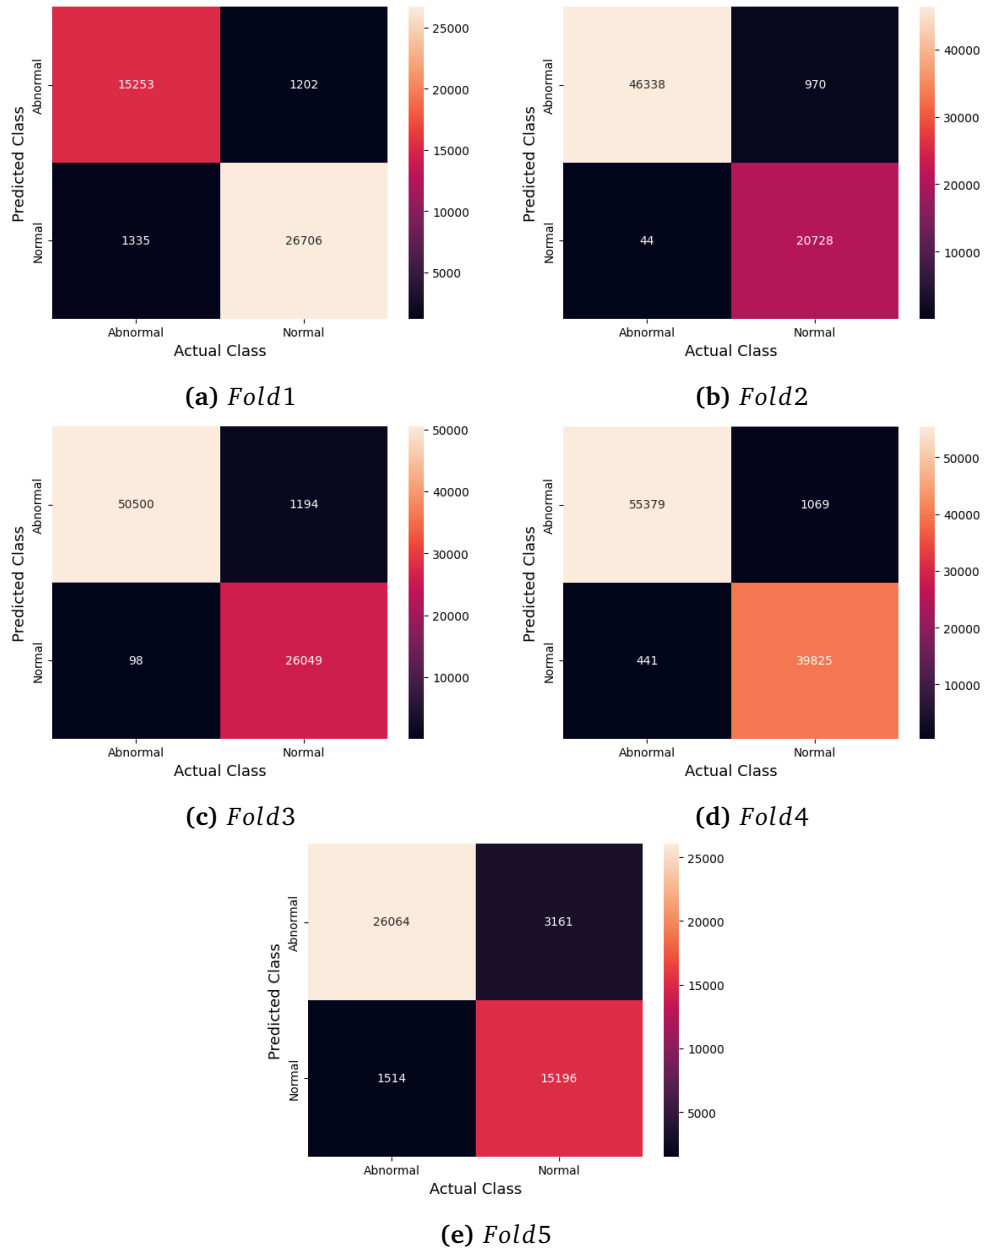 Predicted Class
Abnormal
Normal
15253 1202
1335 26706
Abnormal Normal
Actual Class
25000
20000
15000
10000
5000
(a) Fold1
Predicted Class
Abnormal
Normal
46338 970
44 20728
Abnormal Normal
Actual Class
40000
30000
20000
10000
(b) Fold2
Predicted Class
Abnormal
Normal
50500 1194
98 26049
Abnormal Normal
Actual Class
50000
40000
30000
20000
10000
(c) Fold3
Predicted Class
Abnormal
Normal
55379 1069
441 39825
Abnormal Normal
Actual Class
50000
40000
30000
20000
10000
(d) Fold4
Predicted Class
Abnormal
Normal
26064 3161
1514 15196
Abnormal Normal
Actual Class
25000
20000
15000
10000
5000
(e) Fold5